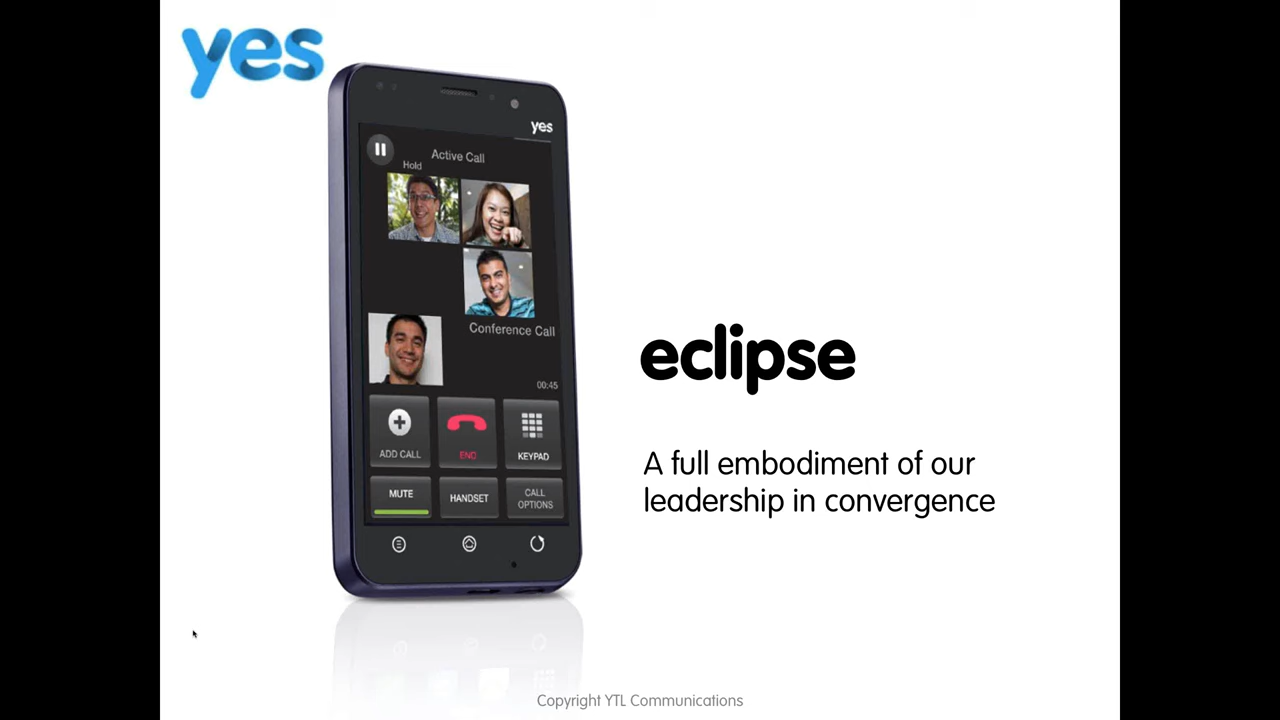 yes
yes
Active Call
Hold
Conference Call
00:45
ADD CALL
END
KEYPAD
MUTE
HANDSET
CALL
OPTIONS
eclipse
A full embodiment of our
leadership in convergence
Copyright YTL Communications